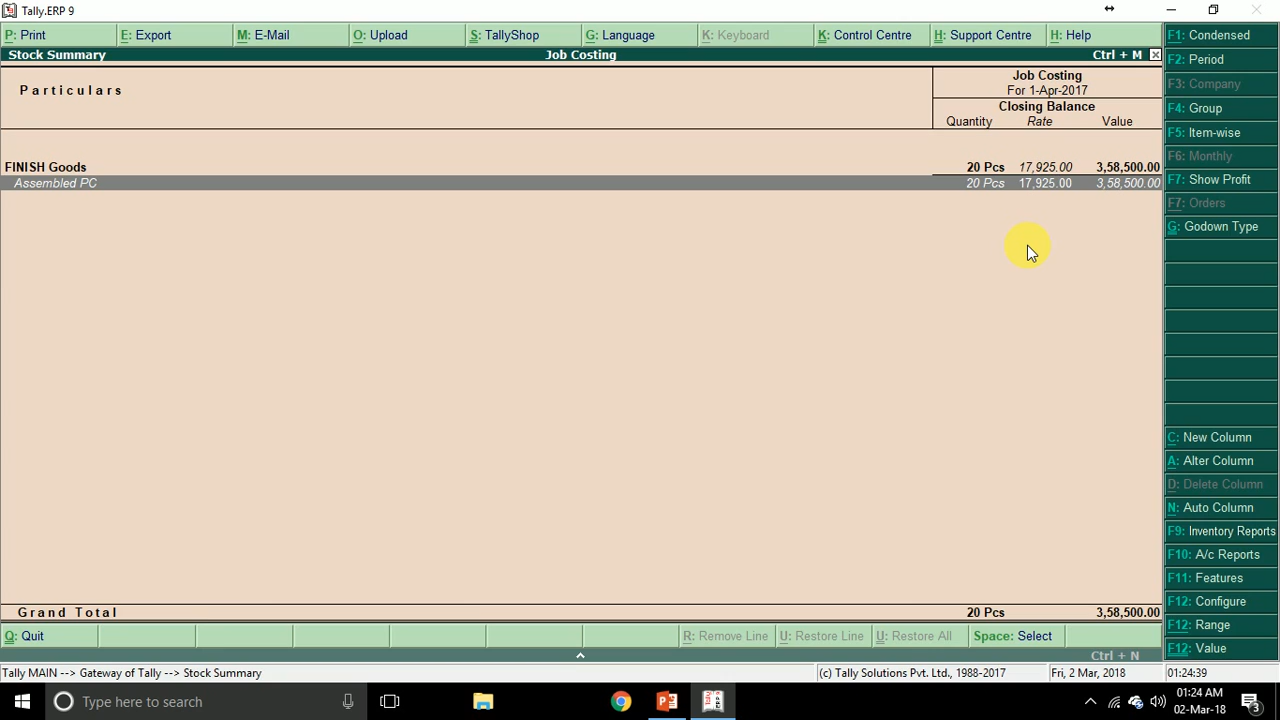 Tally.ERP 9
P: Print E: Export M: E-Mail O: Upload S: TallyShop G: Language K: Keyboard K: Control Centre H: Support Centre H: Help
Stock Summary Job Costing Ctrl + M
Particulars
Job Costing
For 1-Apr-2017
Closing Balance
Quantity Rate Value
FINISH Goods 20 Pcs 17,925.00 3,58,500.00
Assembled PC 20 Pcs 17,925.00 3,58,500.00
Grand Total 20 Pcs 3,58,500.00
F1: Condensed
F2: Period
F3: Company
F4: Group
F5: Item-wise
F6: Monthly
F7: Show Profit
F7: Orders
G: Godown Type
C: New Column
A: Alter Column
D: Delete Column
N: Auto Column
F9: Inventory Reports
F10: A/c Reports
F11: Features
F12: Configure
F12: Range
F12: Value
Q: Quit R: Remove Line U: Restore Line U: Restore All Space: Select
Ctrl + N
Tally MAIN --> Gateway of Tally --> Stock Summary (c) Tally Solutions Pvt. Ltd., 1988-2017 Fri, 2 Mar, 2018 01:24:39
Type here to search
01:24 AM
02-Mar-18
3